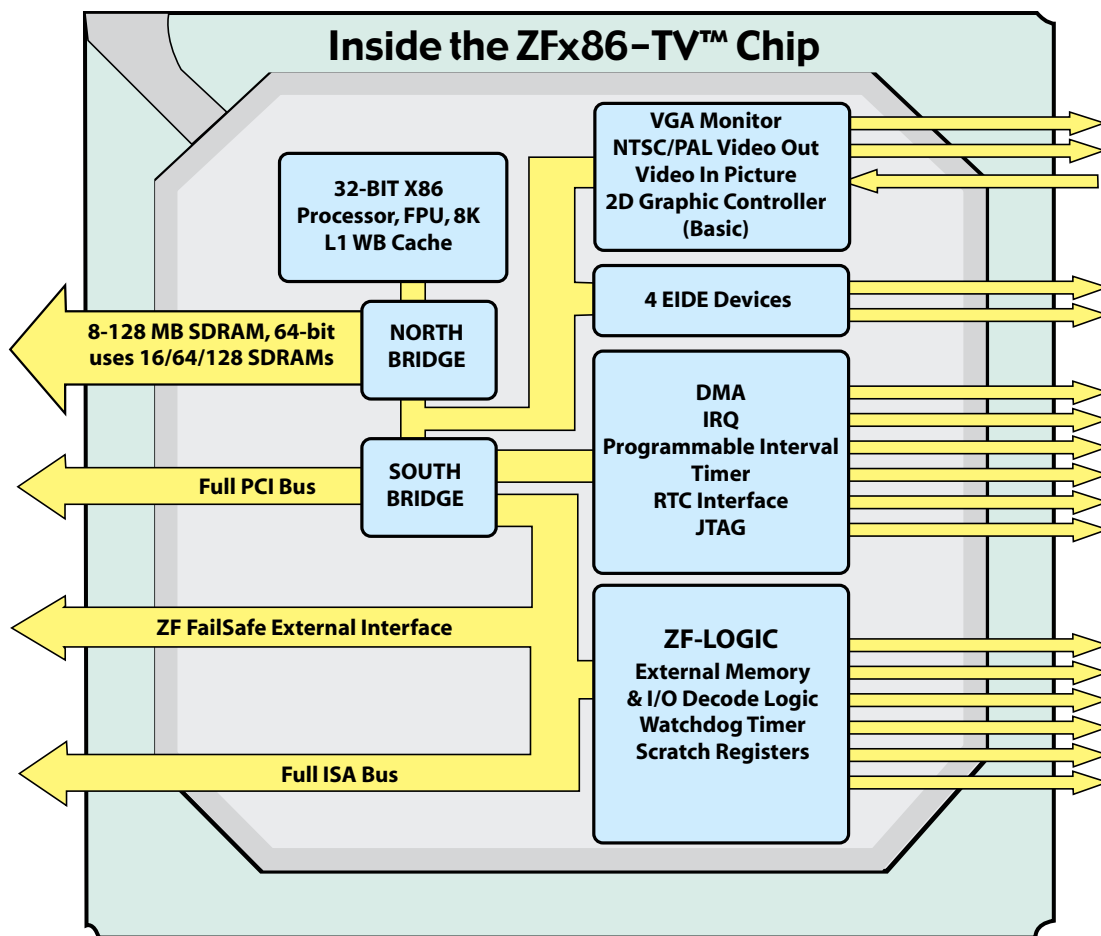 Inside the ZFx86-TV™ Chip
VGA Monitor
NTSC/PAL Video Out
Video In Picture
2D Graphic Controller
(Basic)
32-BIT X86
Processor, FPU, 8K
L1 WB Cache
4 EIDE Devices
8-128 MB SDRAM, 64-bit
uses 16/64/128 SDRAMs
NORTH
BRIDGE
DMA
IRQ
Programmable Interval
Timer
RTC Interface
JTAG
Full PCI Bus
SOUTH
BRIDGE
ZF FailSafe External Interface
ZF-LOGIC
External Memory
& I/O Decode Logic
Watchdog Timer
Scratch Registers
Full ISA Bus